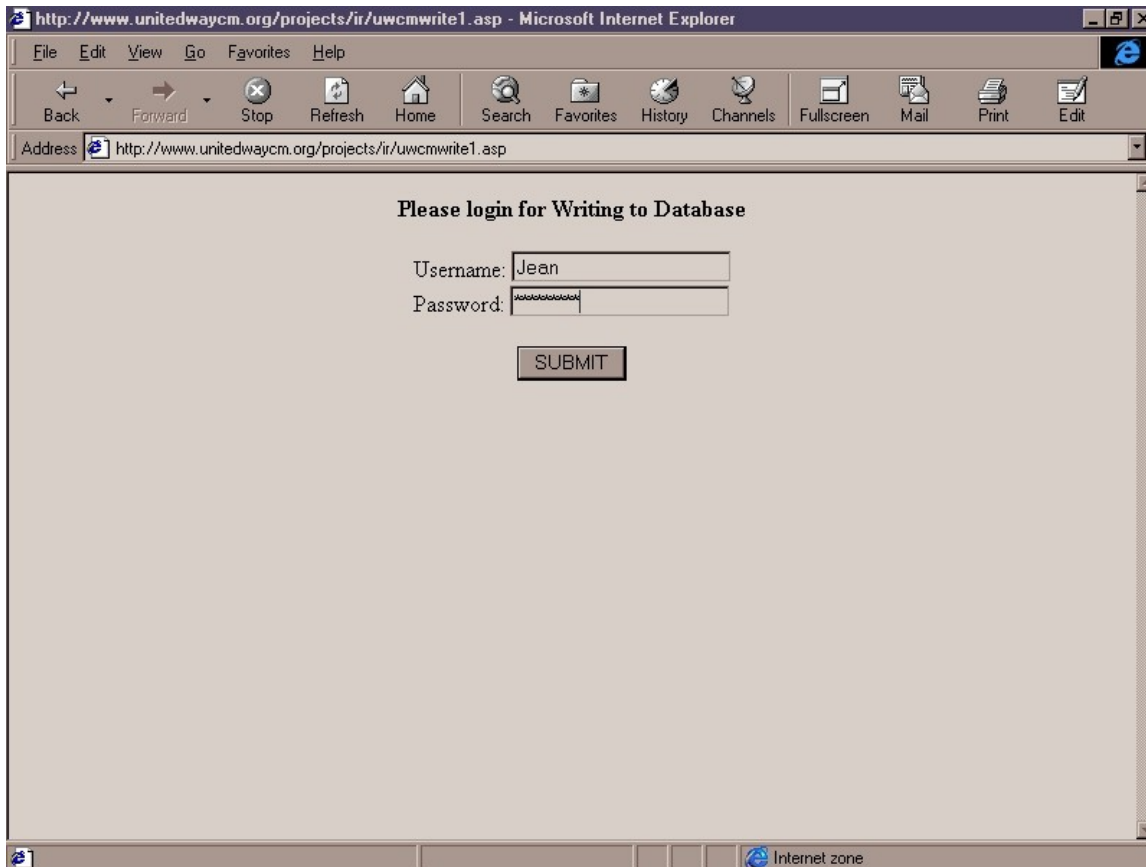 http://www.unitedwaycm.org/projects/ir/uwcmwrite1.asp - Microsoft Internet Explorer
File Edit View Go Favorites Help
Back Forward Stop Refresh Home Search Favorites History Channels Fullscreen Mail Print Edit
Address http://www.unitedwaycm.org/projects/ir/uwcmwrite1.asp
Please login for Writing to Database
Username: Jean
Password: **********
SUBMIT
Internet zone